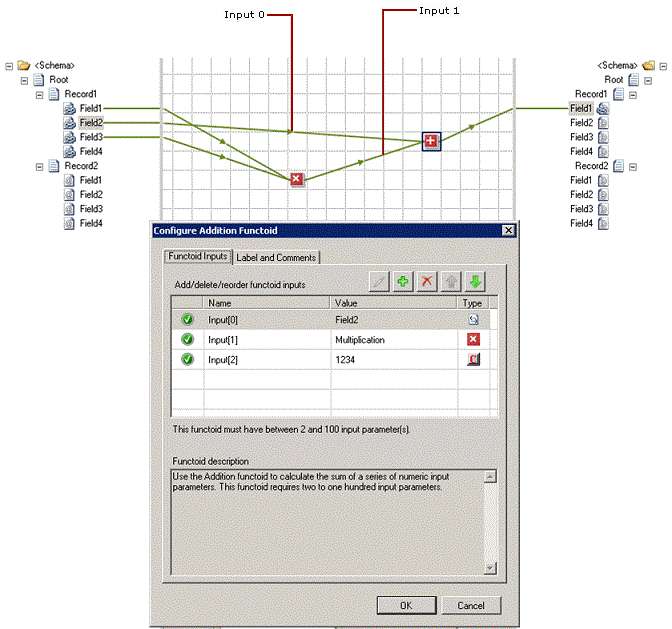 Input 0
Input 1
<Schema>
Root
Record1
Field1
Field2
Field3
Field4
Record2
Field1
Field2
Field3
Field4
<Schema>
Root
Record1
Field1
Field2
Field3
Field4
Record2
Field1
Field2
Field3
Field4
Configure Addition Functoid
Functoid Inputs
Label and Comments
Add/delete/reorder functoid inputs
Name Value Type
Input[0] Field2
Input[1] Multiplication
Input[2] 1234 C
This functoid must have between 2 and 100 input parameter(s).
Functoid description
Use the Addition functoid to calculate the sum of a series of numeric input
parameters. This functoid requires two to one hundred input parameters.
OK Cancel